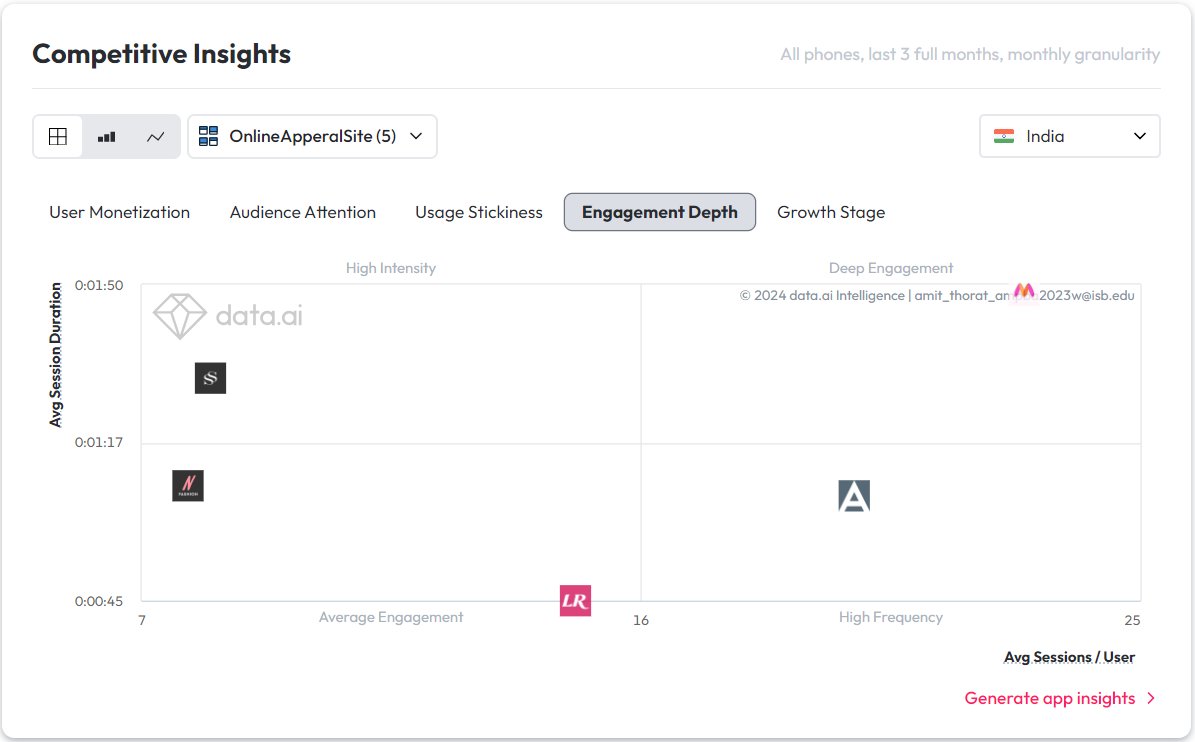 Competitive Insights
All phones, last 3 full months, monthly granularity
OnlineApperalSite (5)
India
User Monetization
Audience Attention
Usage Stickiness
Engagement Depth
Growth Stage
High Intensity
Deep Engagement
Avg Session Duration
0:01:50
data.ai
© 2024 data.ai Intelligence | amit_thorat_am 2023w@isb.edu
S
0:01:17
N
FASHION
A
0:00:45
LR
7
Average Engagement
16
High Frequency
25
Avg Sessions / User
Generate app insights